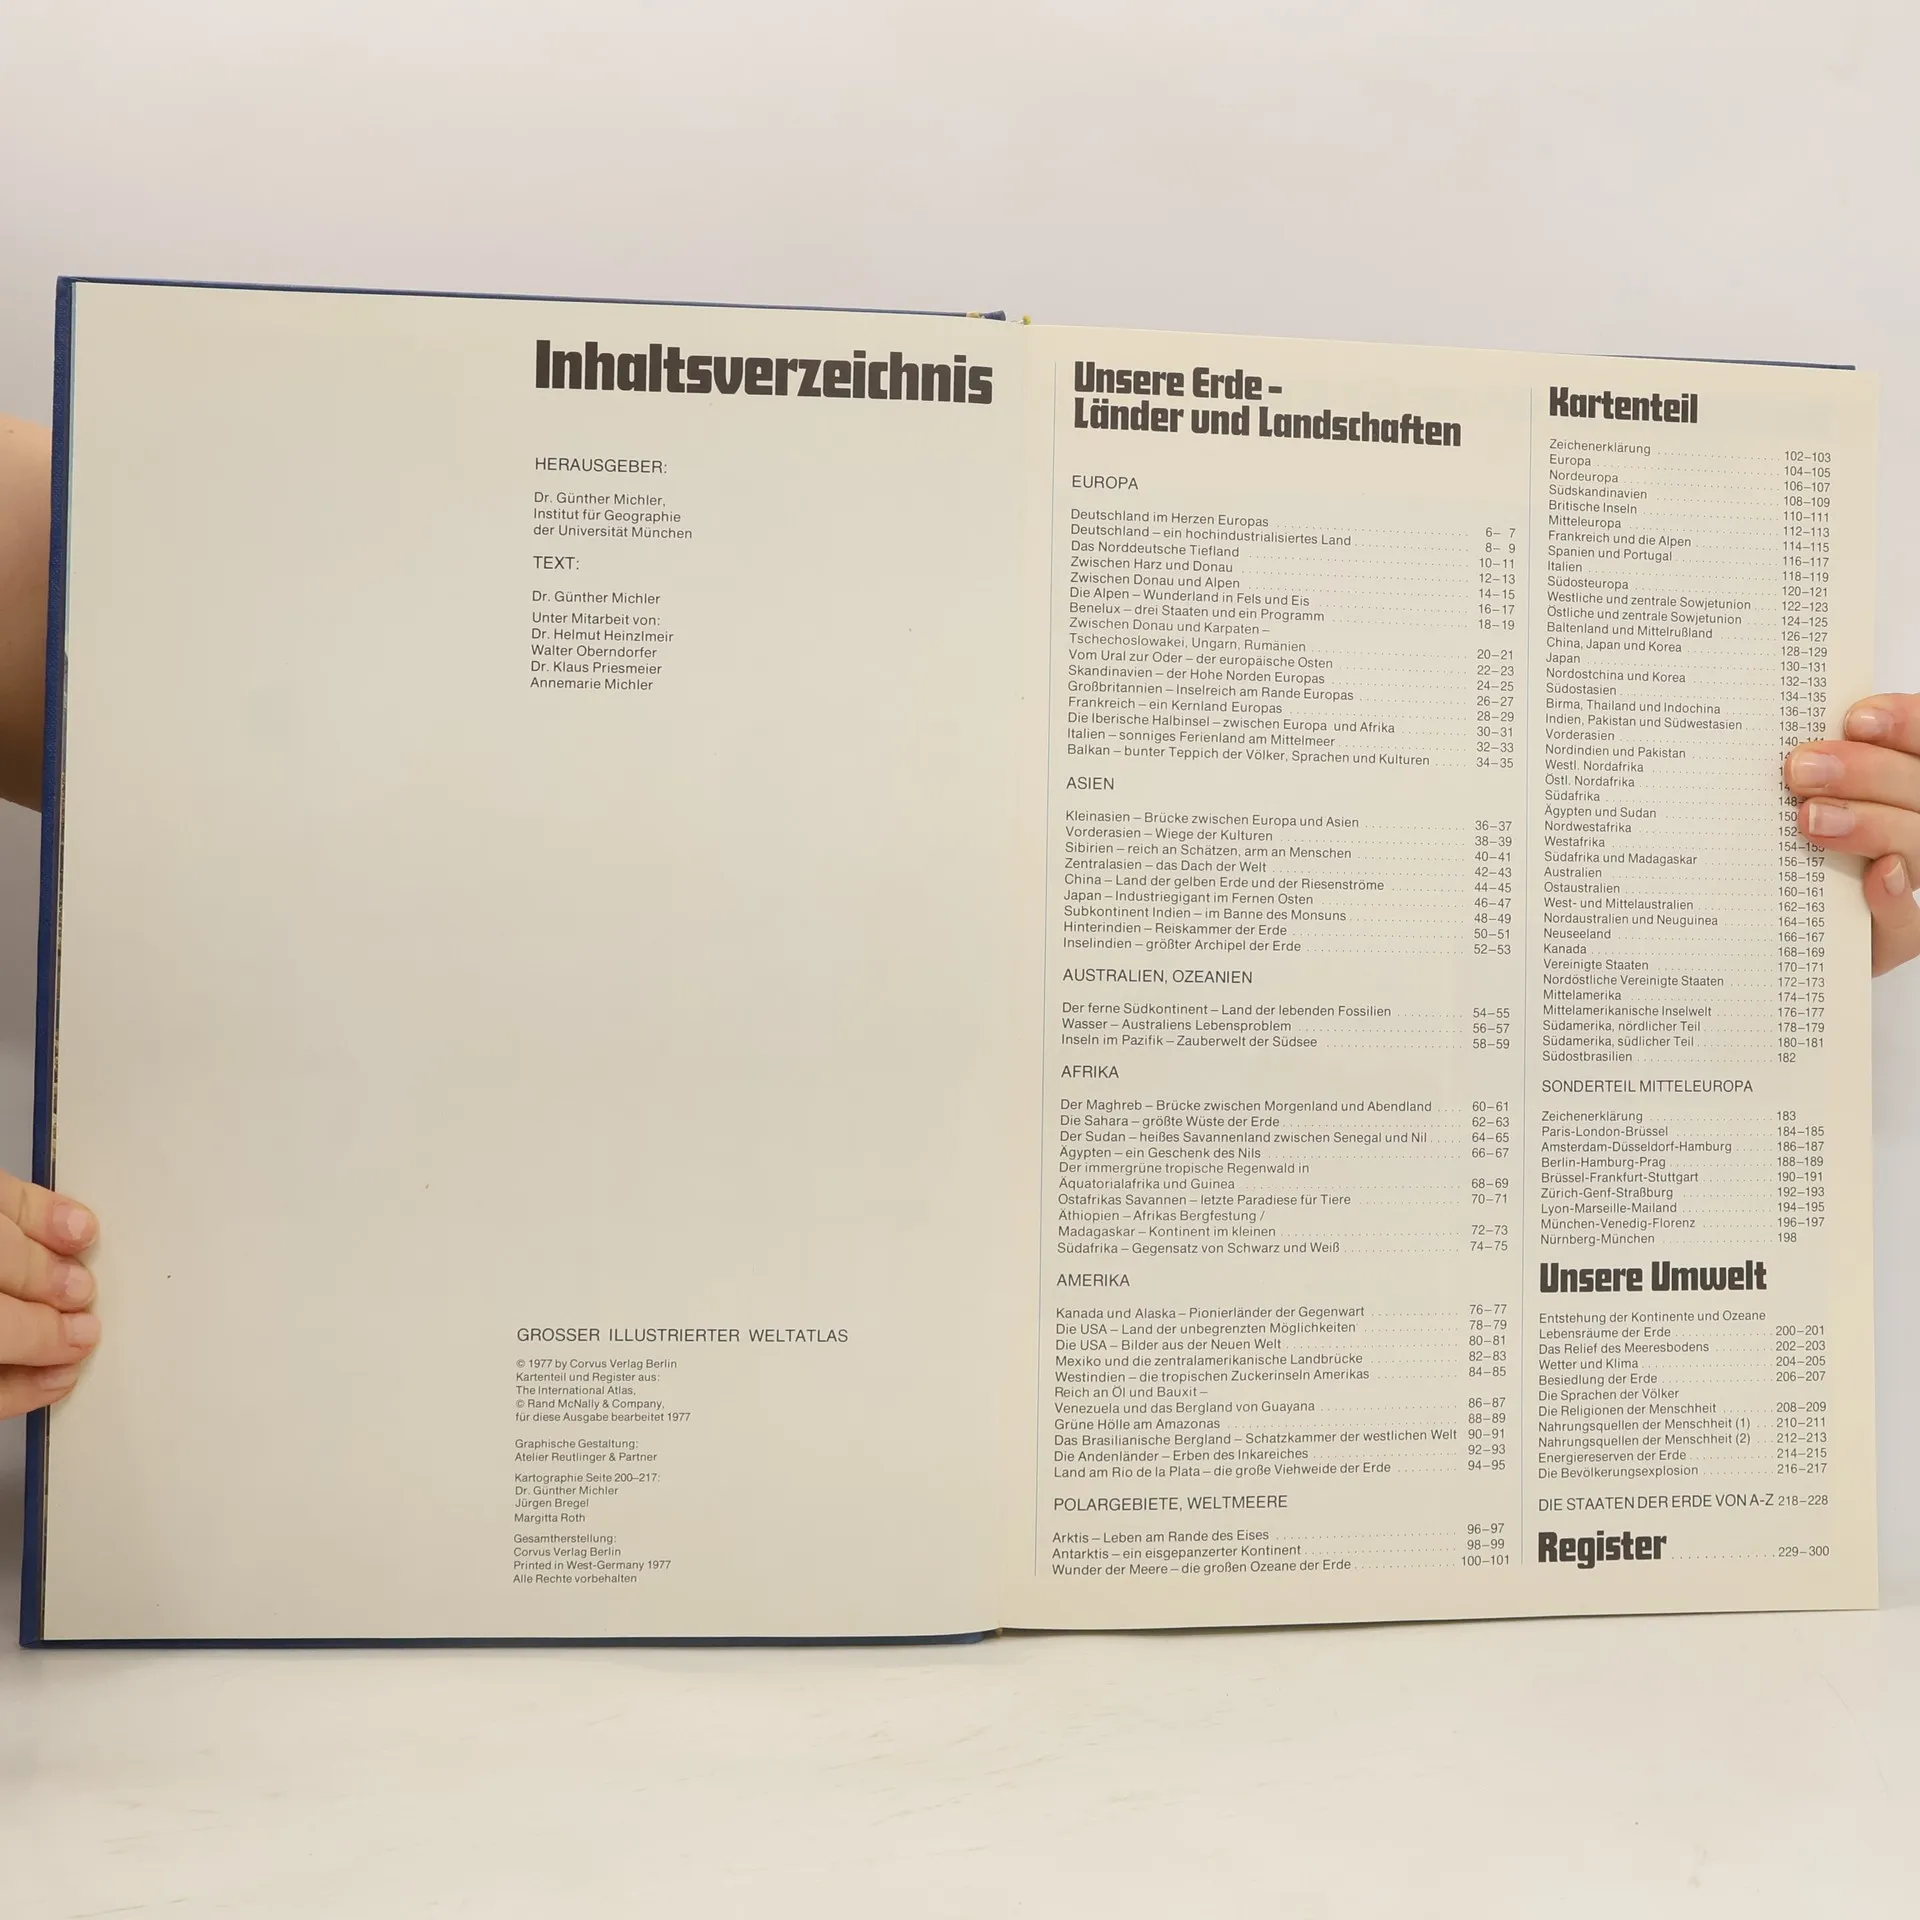 Inhaltsverzeichnis
HERAUSGEBER:
Dr. Günther Michler,
Institut für Geographie
der Universität München
TEXT:
Dr. Günther Michler
Unter Mitarbeit von:
Dr. Helmut Heinzlmeir
Walter Oberndorfer
Dr. Klaus Priesmeier
Annemarie Michler
GROSSER ILLUSTRIERTER WELTATLAS
© 1977 by Corvus Verlag Berlin
Kartenteil und Register aus:
The International Atlas,
© Rand McNally & Company,
für diese Ausgabe bearbeitet 1977
Graphische Gestaltung:
Atelier Reutlinger & Partner
Kartographie Seite 200–217:
Dr. Günther Michler
Jürgen Bregel
Margitta Roth
Gesamtherstellung:
Corvus Verlag Berlin
Printed in West-Germany 1977
Alle Rechte vorbehalten
Unsere Erde –
Länder und Landschaften
EUROPA
Deutschland im Herzen Europas 6– 7
Deutschland – ein hochindustrialisiertes Land 8– 9
Das Norddeutsche Tiefland 10–11
Zwischen Harz und Donau 12–13
Zwischen Donau und Alpen 14–15
Die Alpen – Wunderland in Fels und Eis 16–17
Benelux – drei Staaten und ein Programm 18–19
Zwischen Donau und Karpaten –
Tschechoslowakei, Ungarn, Rumänien 20–21
Vom Ural zur Oder – der europäische Osten 22–23
Skandinavien – der Hohe Norden Europas 24–25
Großbritannien – Inselreich am Rande Europas 26–27
Frankreich – ein Kernland Europas 28–29
Die Iberische Halbinsel – zwischen Europa und Afrika 30–31
Italien – sonniges Ferienland am Mittelmeer 32–33
Balkan – bunter Teppich der Völker, Sprachen und Kulturen 34–35
ASIEN
Kleinasien – Brücke zwischen Europa und Asien 36–37
Vorderasien – Wiege der Kulturen 38–39
Sibirien – reich an Schätzen, arm an Menschen 40–41
Zentralasien – das Dach der Welt 42–43
China – Land der gelben Erde und der Riesenströme 44–45
Japan – Industriegigant im Fernen Osten 46–47
Subkontinent Indien – im Banne des Monsuns 48–49
Hinterindien – Reiskammer der Erde 50–51
Inselindien – größter Archipel der Erde 52–53
AUSTRALIEN, OZEANIEN
Der ferne Südkontinent – Land der lebenden Fossilien 54–55
Wasser – Australiens Lebensproblem 56–57
Inseln im Pazifik – Zauberwelt der Südsee 58–59
AFRIKA
Der Maghreb – Brücke zwischen Morgenland und Abendland 60–61
Die Sahara – größte Wüste der Erde 62–63
Der Sudan – heißes Savannenland zwischen Senegal und Nil 64–65
Ägypten – ein Geschenk des Nils 66–67
Der immergrüne tropische Regenwald in
Äquatorialafrika und Guinea 68–69
Ostafrikas Savannen – letzte Paradiese für Tiere 70–71
Äthiopien – Afrikas Bergfestung /
Madagaskar – Kontinent im kleinen 72–73
Südafrika – Gegensatz von Schwarz und Weiß 74–75
AMERIKA
Kanada und Alaska – Pionierländer der Gegenwart 76–77
Die USA – Land der unbegrenzten Möglichkeiten 78–79
Die USA – Bilder aus der Neuen Welt 80–81
Mexiko und die zentralamerikanische Landbrücke 82–83
Westindien – die tropischen Zuckerinseln Amerikas 84–85
Reich an Öl und Bauxit –
Venezuela und das Bergland von Guayana 86–87
Grüne Hölle am Amazonas 88–89
Das Brasilianische Bergland – Schatzkammer der westlichen Welt 90–91
Die Andenländer – Erben des Inkareiches 92–93
Land am Rio de la Plata – die große Viehweide der Erde 94–95
POLARGEBIETE, WELTMEERE
Arktis – Leben am Rande des Eises 96–97
Antarktis – ein eisgepanzerter Kontinent 98–99
Wunder der Meere – die großen Ozeane der Erde 100–101
Kartenteil
Zeichenerklärung 102–103
Europa 104–105
Nordeuropa 106–107
Südskandinavien 108–109
Britische Inseln 110–111
Mitteleuropa 112–113
Frankreich und die Alpen 114–115
Spanien und Portugal 116–117
Italien 118–119
Südosteuropa 120–121
Westliche und zentrale Sowjetunion 122–123
Östliche und zentrale Sowjetunion 124–125
Baltenland und Mittelrußland 126–127
China, Japan und Korea 128–129
Japan 130–131
Nordostchina und Korea 132–133
Südostasien 134–135
Birma, Thailand und Indochina 136–137
Indien, Pakistan und Südwestasien 138–139
Vorderasien 140–141
Nordindien und Pakistan
Westl. Nordafrika
Östl. Nordafrika
Südafrika 148–
Ägypten und Sudan 150
Nordwestafrika 152–
Westafrika 154–155
Südafrika und Madagaskar 156–157
Australien 158–159
Ostaustralien 160–161
West- und Mittelaustralien 162–163
Nordaustralien und Neuguinea 164–165
Neuseeland 166–167
Kanada 168–169
Vereinigte Staaten 170–171
Nordöstliche Vereinigte Staaten 172–173
Mittelamerika 174–175
Mittelamerikanische Inselwelt 176–177
Südamerika, nördlicher Teil 178–179
Südamerika, südlicher Teil 180–181
Südostbrasilien 182
SONDERTEIL MITTELEUROPA
Zeichenerklärung 183
Paris-London-Brüssel 184–185
Amsterdam-Düsseldorf-Hamburg 186–187
Berlin-Hamburg-Prag 188–189
Brüssel-Frankfurt-Stuttgart 190–191
Zürich-Genf-Straßburg 192–193
Lyon-Marseille-Mailand 194–195
München-Venedig-Florenz 196–197
Nürnberg-München 198
Unsere Umwelt
Entstehung der Kontinente und Ozeane
Lebensräume der Erde 200–201
Das Relief des Meeresbodens 202–203
Wetter und Klima 204–205
Besiedlung der Erde 206–207
Die Sprachen der Völker
Die Religionen der Menschheit 208–209
Nahrungsquellen der Menschheit (1) 210–211
Nahrungsquellen der Menschheit (2) 212–213
Energiereserven der Erde 214–215
Die Bevölkerungsexplosion 216–217
DIE STAATEN DER ERDE VON A-Z 218–228
Register 229–300